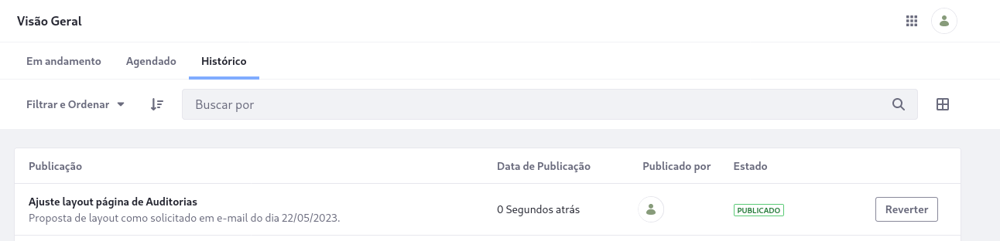 Visão Geral
Em andamento Agendado Histórico
Filtrar e Ordenar Buscar por
Publicação Data de Publicação Publicado por Estado
Ajuste layout página de Auditorias
Proposta de layout como solicitado em e-mail do dia 22/05/2023.
0 Segundos atrás PUBLICADO Reverter